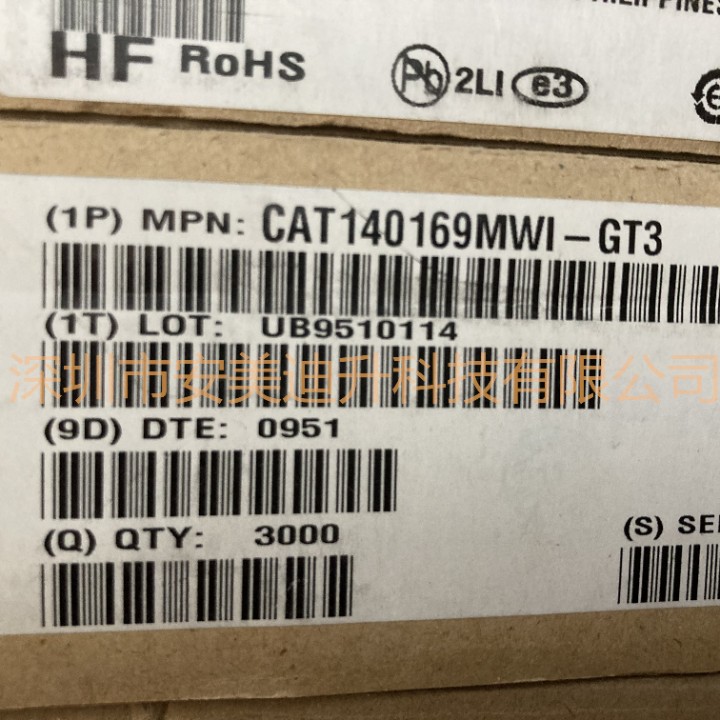 HF RoHS
Pb 2LI e3
(1P) MPN: CAT140169MWI-GT3
(1T) LOT: UB9510114
深圳市安美迪升科技有限公司
(9D) DTE: 0951
(Q) QTY: 3000
(S) SE